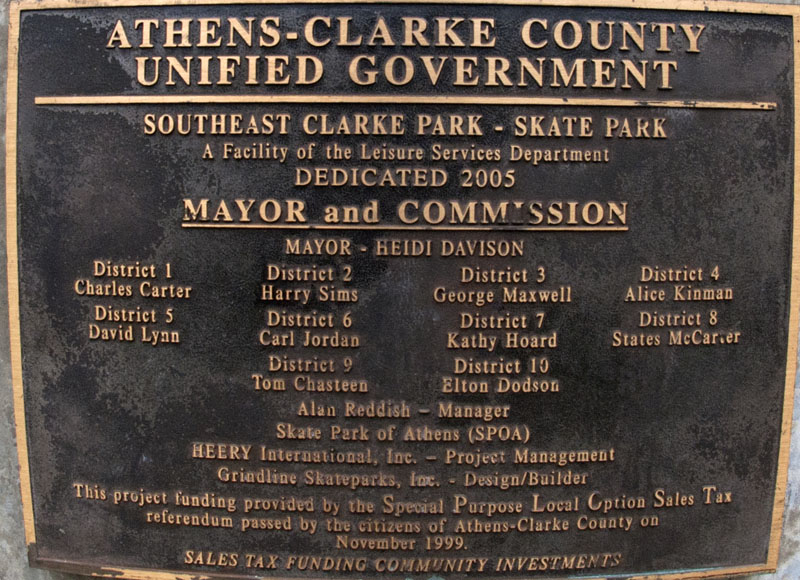 ATHENS-CLARKE COUNTY
UNIFIED GOVERNMENT
SOUTHEAST CLARKE PARK - SKATE PARK
A Facility of the Leisure Services Department
DEDICATED 2005
MAYOR and COMMISSION
MAYOR - HEIDI DAVISON
District 1 District 2 District 3 District 4
Charles Carter Harry Sims George Maxwell Alice Kinman
District 5 District 6 District 7 District 8
David Lynn Carl Jordan Kathy Hoard States McCarter
District 9 District 10
Tom Chasteen Elton Dodson
Alan Reddish – Manager
Skate Park of Athens (SPOA)
HEERY International, Inc. – Project Management
Grindline Skateparks, Inc. - Design/Builder
This project funding provided by the Special Purpose Local Option Sales Tax
referendum passed by the citizens of Athens-Clarke County on
November 1999.
SALES TAX FUNDING COMMUNITY INVESTMENTS